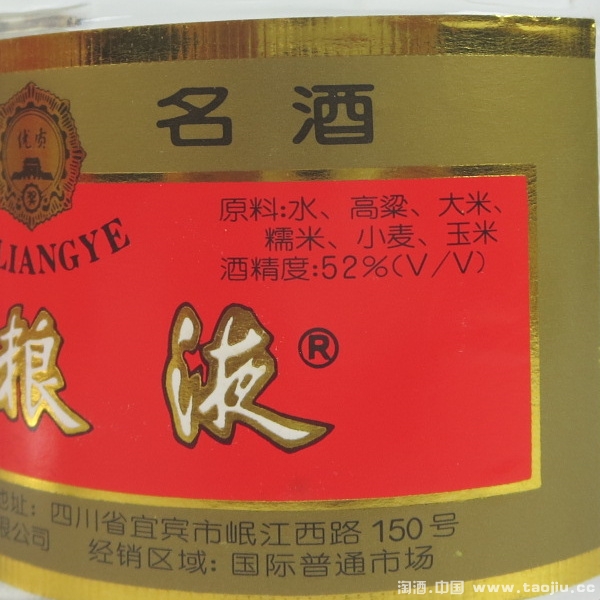 名酒
优质
LIANGYE
原料:水、高粱、大米、
糯米、小麦、玉米
酒精度:52%(V/V)
粮液®
地址: 四川省宜宾市岷江西路150号
限公司 经销区域: 国际普通市场
淘酒.中国 www.taojiu.cc